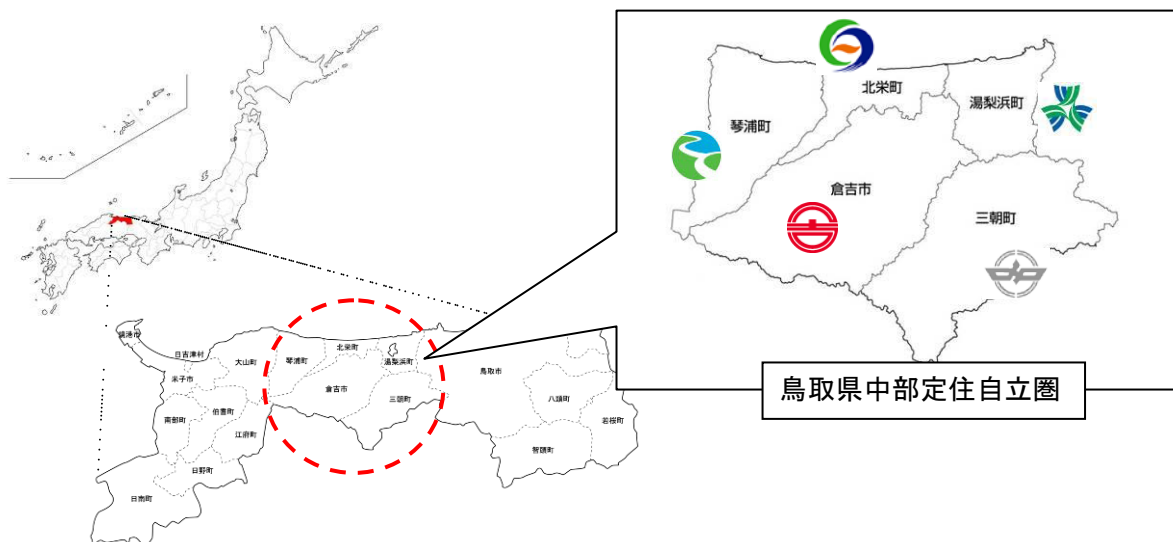 北栄町
湯梨浜町
琴浦町
倉吉市
三朝町
鳥取県中部定住自立圏
境港市
日吉津村
大山町
米子市
琴浦町
北栄町
湯梨浜町
鳥取市
倉吉市
三朝町
八頭町
南部町
伯耆町
江府町
若桜町
智頭町
日野町
日南町